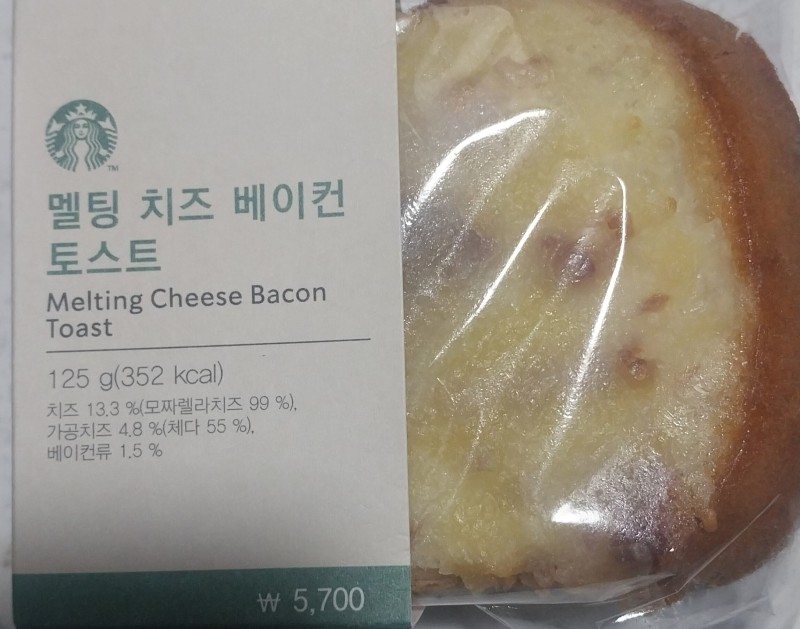 TM
멜팅 치즈 베이컨
토스트
Melting Cheese Bacon
Toast
125 g(352 kcal)
치즈 13.3 %(모짜렐라치즈 99 %),
가공치즈 4.8 %(체다 55 %),
베이컨류 1.5 %
₩ 5,700